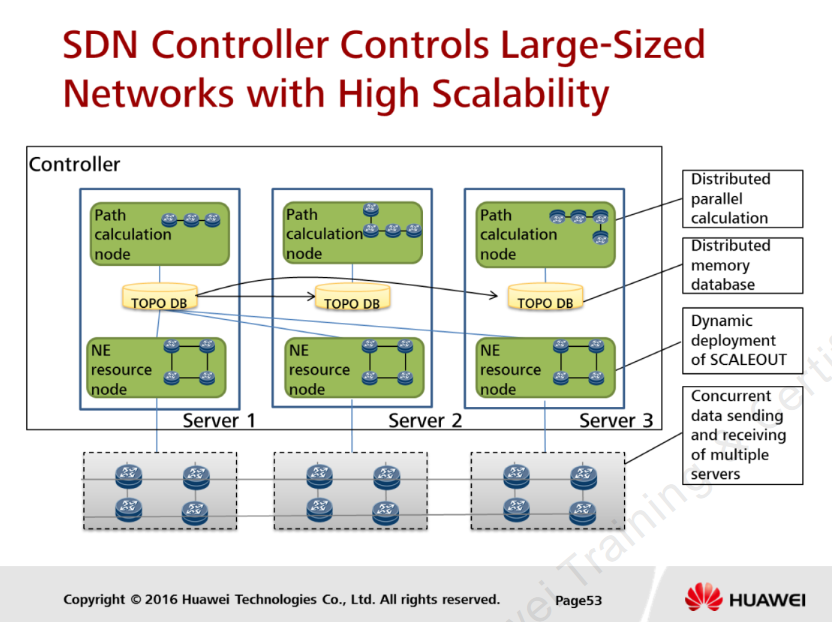 SDN Controller Controls Large-Sized
Networks with High Scalability
Controller
Path
calculation
node
TOPO DB
NE
resource
node
Server 1
Path
calculation
node
TOPO DB
NE
resource
node
Server 2
Path
calculation
node
TOPO DB
NE
resource
node
Server 3
Distributed
parallel
calculation
Distributed
memory
database
Dynamic
deployment
of SCALEOUT
Concurrent
data sending
and receiving
of multiple
servers
Training &
Copyright © 2016 Huawei Technologies Co., Ltd. All rights reserved.
Page53
HUAWEI